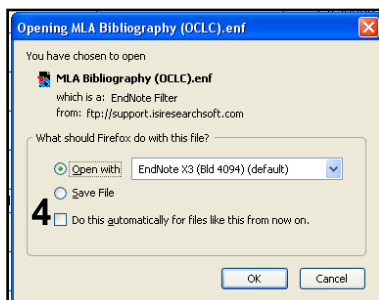 Opening MLA Bibliography (OCLC).enf
You have chosen to open
MLA Bibliography (OCLC).enf
which is a: EndNote Filter
from: ftp://support.isiresearchsoft.com
What should Firefox do with this file?
Open with EndNote X3 (Bld 4094) (default)
Save File
4 Do this automatically for files like this from now on.
OK Cancel